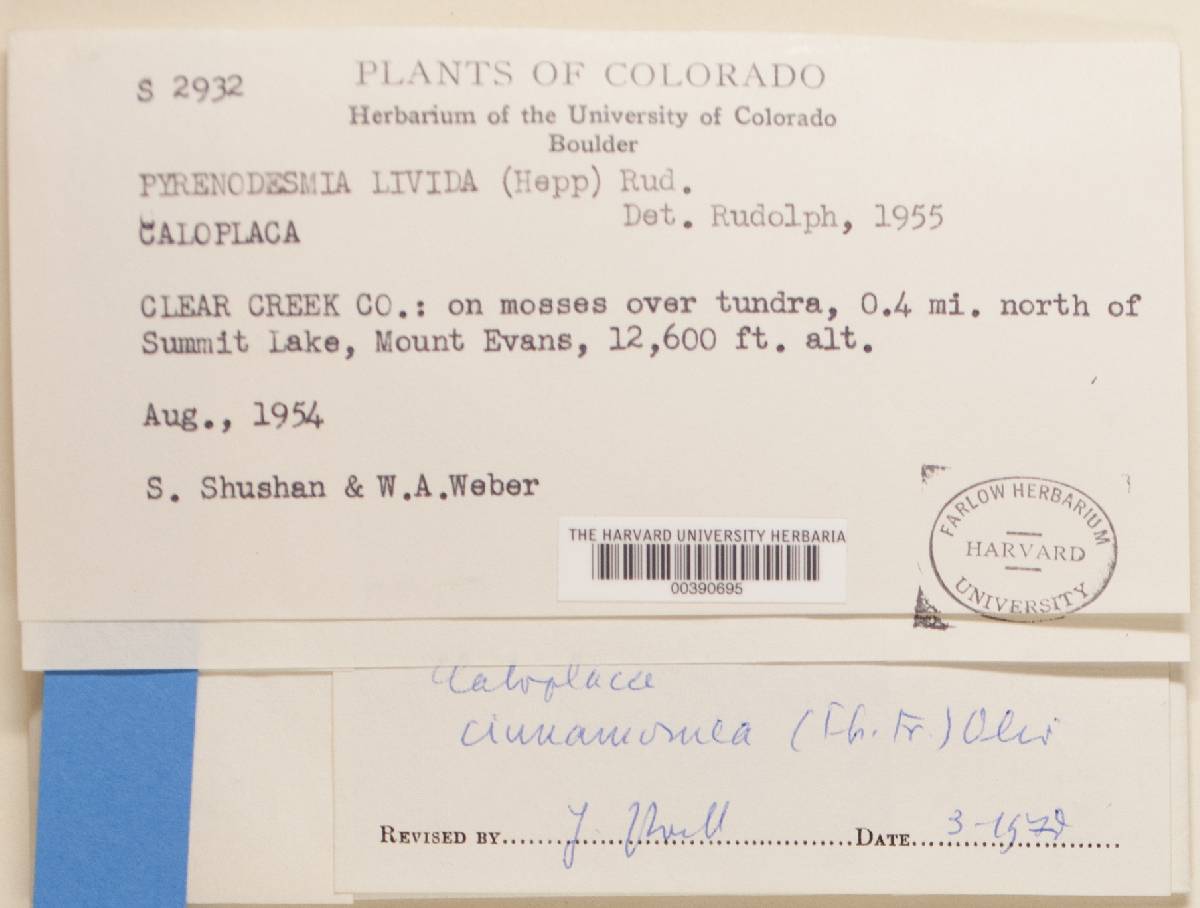 S 2932
PLANTS OF COLORADO
Herbarium of the University of Colorado
Boulder
PYRENODESMIA LIVIDA (Hepp) Rud.
Det. Rudolph, 1955
CALOPLACA
CLEAR CREEK CO.: on mosses over tundra, 0.4 mi. north of
Summit Lake, Mount Evans, 12,600 ft. alt.
Aug., 1954
S. Shushan & W.A.Weber
THE HARVARD UNIVERSITY HERBARIA
00390695
FARLOW HERBARIUM
HARVARD
UNIVERSITY
Caloplaca
cinnamomea (Th. Fr.) Oliv
REVISED BY J. DATE 3-1978